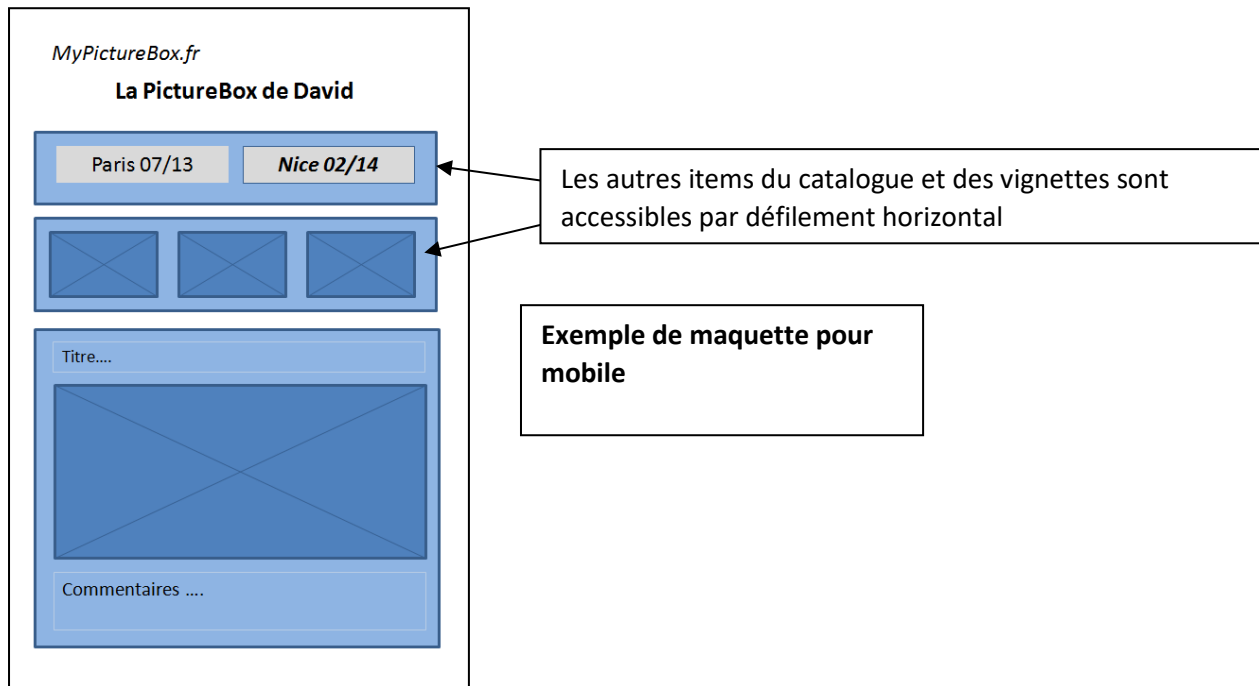 MyPictureBox.fr
La PictureBox de David
Paris 07/13
Nice 02/14
Les autres items du catalogue et des vignettes sont
accessibles par défilement horizontal
Exemple de maquette pour
mobile
Titre....
Commentaires ....